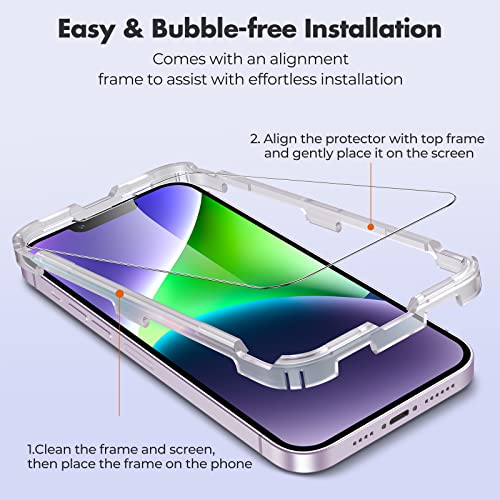 Easy & Bubble-free Installation
Comes with an alignment
frame to assist with effortless installation
2. Align the protector with top frame
and gently place it on the screen
1.Clean the frame and screen,
then place the frame on the phone